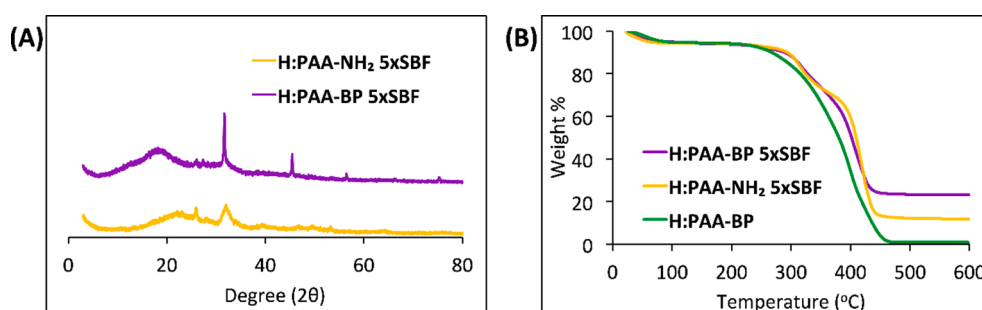 (A)
H:PAA-NH₂ 5xSBF
H:PAA-BP 5xSBF
0 20 40 60 80
Degree (2θ)
(B)
100
80
60
40
20
0
Weight %
H:PAA-BP 5xSBF
H:PAA-NH₂ 5xSBF
H:PAA-BP
0 100 200 300 400 500 600
Temperature (ºC)